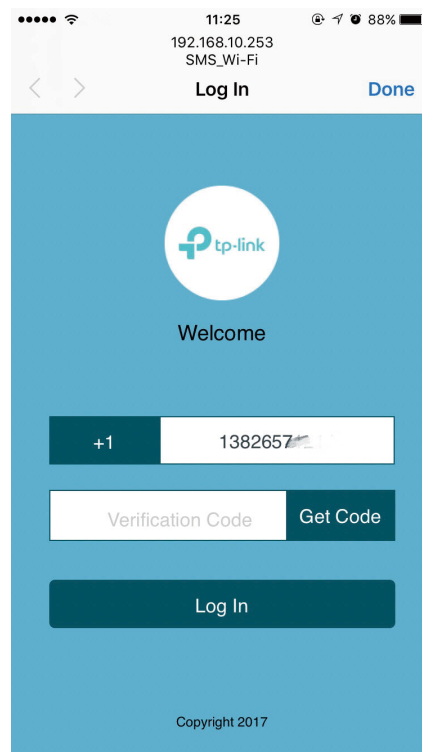 11:25
88%
192.168.10.253
SMS_Wi-Fi
Log In
Done
tp-link
Welcome
+1
Verification Code
Get Code
Log In
Copyright 2017